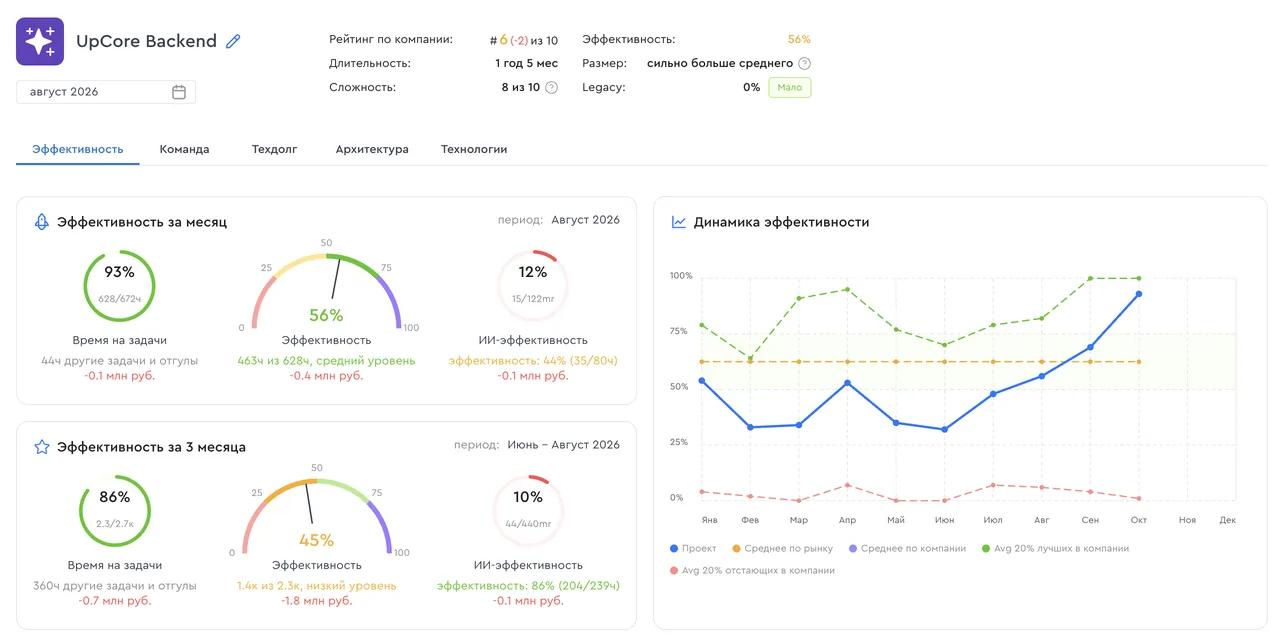 UpCore Backend
август 2026
Рейтинг по компании: # 6 (-2) из 10
Длительность: 1 год 5 мес
Сложность: 8 из 10 ?
Эффективность: 56%
Размер: сильно больше среднего ?
Legacy: 0% Мало
Эффективность Команда Техдолг Архитектура Технологии
Эффективность за месяц
период: Август 2026
93%
628/672ч
Время на задачи
44ч другие задачи и отгулы
-0.1 млн руб.
0 25 50 75 100
56%
Эффективность
463ч из 628ч, средний уровень
-0.4 млн руб.
12%
15/122mr
ИИ-эффективность
эффективность: 44% (35/80ч)
-0.1 млн руб.
Эффективность за 3 месяца
период: Июнь – Август 2026
86%
2.3/2.7к
Время на задачи
360ч другие задачи и отгулы
-0.7 млн руб.
0 25 50 75 100
45%
Эффективность
1.4к из 2.3к, низкий уровень
-1.8 млн руб.
10%
44/440mr
ИИ-эффективность
эффективность: 86% (204/239ч)
-0.1 млн руб.
Динамика эффективности
100%
75%
50%
25%
0%
Янв Фев Мар Апр Май Июн Июл Авг Сен Окт Ноя Дек
Проект Среднее по рынку Среднее по компании Avg 20% лучших в компании
Avg 20% отстающих в компании